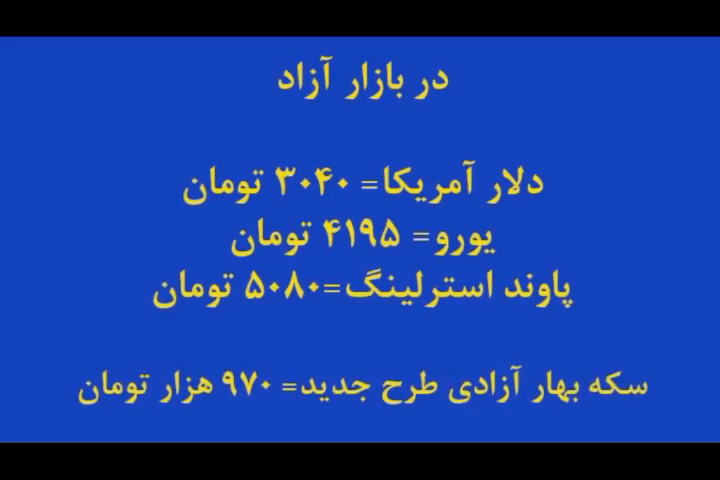 در بازار آزاد
دلار آمریکا= ۳۰۴۰ تومان
یورو= ۴۱۹۵ تومان
پاوند استرلینگ=۵۰۸۰ تومان
سکه بهار آزادی طرح جدید= ۹۷۰ هزار تومان